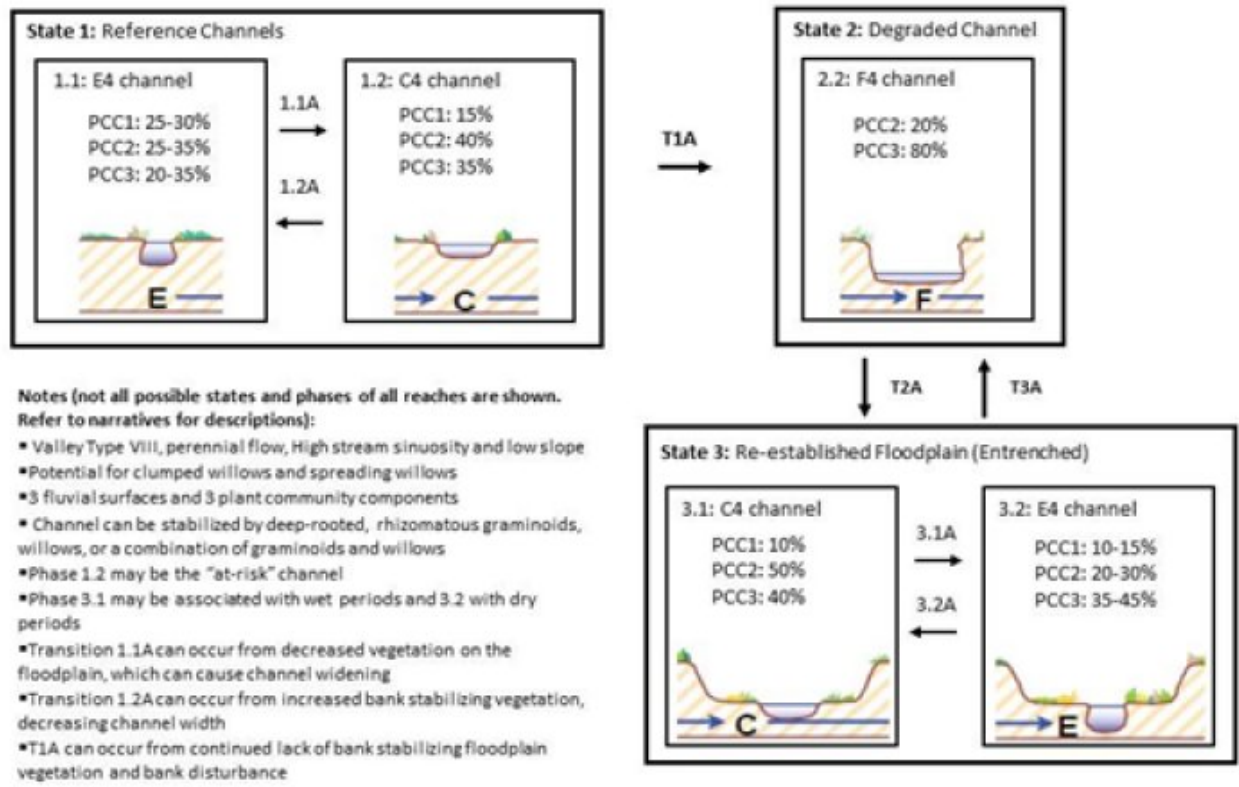 State 1: Reference Channels
1.1: E4 channel
PCC1: 25-30%
PCC2: 25-35%
PCC3: 20-35%
E
1.1A
1.2A
1.2: C4 channel
PCC1: 15%
PCC2: 40%
PCC3: 35%
C
T1A
State 2: Degraded Channel
2.2: F4 channel
PCC2: 20%
PCC3: 80%
F
T2A
T3A
Notes (not all possible states and phases of all reaches are shown.
Refer to narratives for descriptions):
▪ Valley Type VIII, perennial flow, High stream sinuosity and low slope
▪Potential for clumped willows and spreading willows
▪3 fluvial surfaces and 3 plant community components
▪ Channel can be stabilized by deep-rooted, rhizomatous graminoids,
willows, or a combination of graminoids and willows
▪Phase 1.2 may be the "at-risk" channel
▪Phase 3.1 may be associated with wet periods and 3.2 with dry
periods
▪Transition 1.1A can occur from decreased vegetation on the
floodplain, which can cause channel widening
▪Transition 1.2A can occur from increased bank stabilizing vegetation,
decreasing channel width
▪T1A can occur from continued lack of bank stabilizing floodplain
vegetation and bank disturbance
State 3: Re-established Floodplain (Entrenched)
3.1: C4 channel
PCC1: 10%
PCC2: 50%
PCC3: 40%
C
3.1A
3.2A
3.2: E4 channel
PCC1: 10-15%
PCC2: 20-30%
PCC3: 35-45%
E